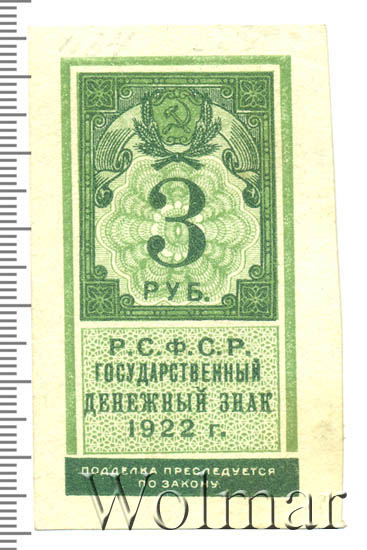 3
РУБ.
Р.С.Ф.С.Р.
ГОСУДАРСТВЕННЫЙ
ДЕНЕЖНЫЙ ЗНАК
1922 г.
ПОДДЕЛКА ПРЕСЛЕДУЕТСЯ
ПО ЗАКОНУ.
Wolmar